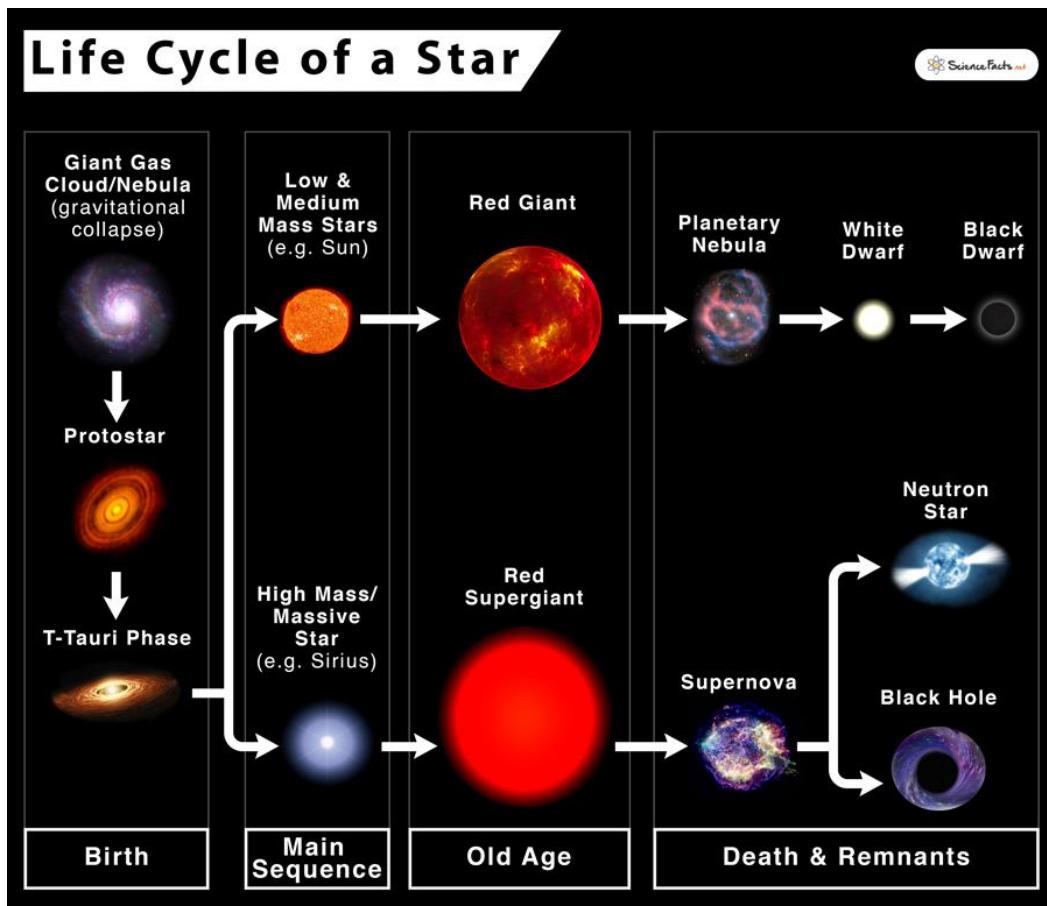 Life Cycle of a Star
ScienceFacts.net
Giant Gas
Cloud/Nebula
(gravitational
collapse)
Protostar
T-Tauri Phase
Birth
Low &
Medium
Mass Stars
(e.g. Sun)
High Mass/
Massive
Star
(e.g. Sirius)
Main
Sequence
Red Giant
Red
Supergiant
Old Age
Planetary
Nebula
White
Dwarf
Black
Dwarf
Supernova
Neutron
Star
Black Hole
Death & Remnants